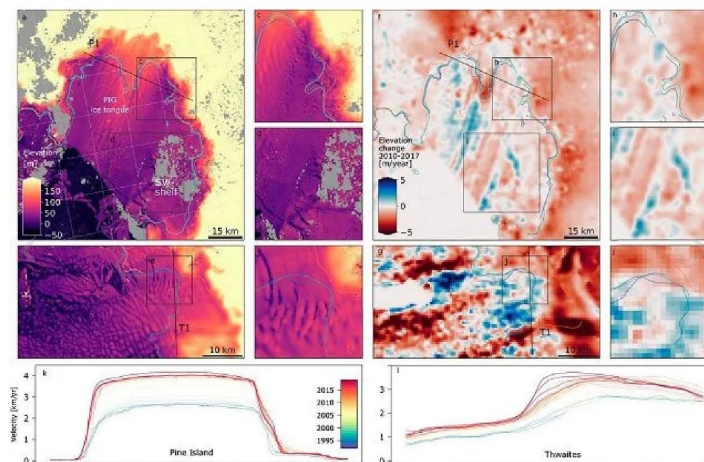 a
P1
c
PIG
ice tongue
d
Elevation
[m]
150
100
50
0
−50
SW-
shelf
15 km
c
e
T1
10 km
f
P1
h
Elevation
change
2010-2017
[m/year]
5
0
−5
15 km
h
i
g
j
T1
10 km
j
k
Velocity [km/yr]
4
2
0
2015
2010
2005
2000
1995
Pine Island
l
3
2
1
0
Thwaites